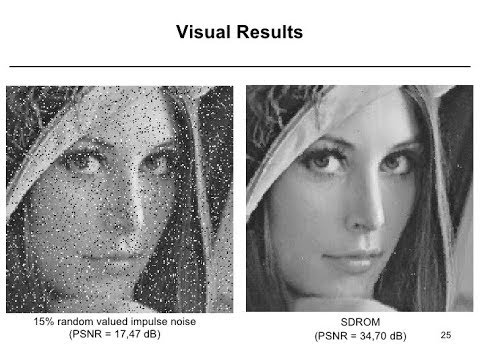 Visual Results
15% random valued impulse noise
(PSNR = 17,47 dB)
SDROM
(PSNR = 34,70 dB)
25